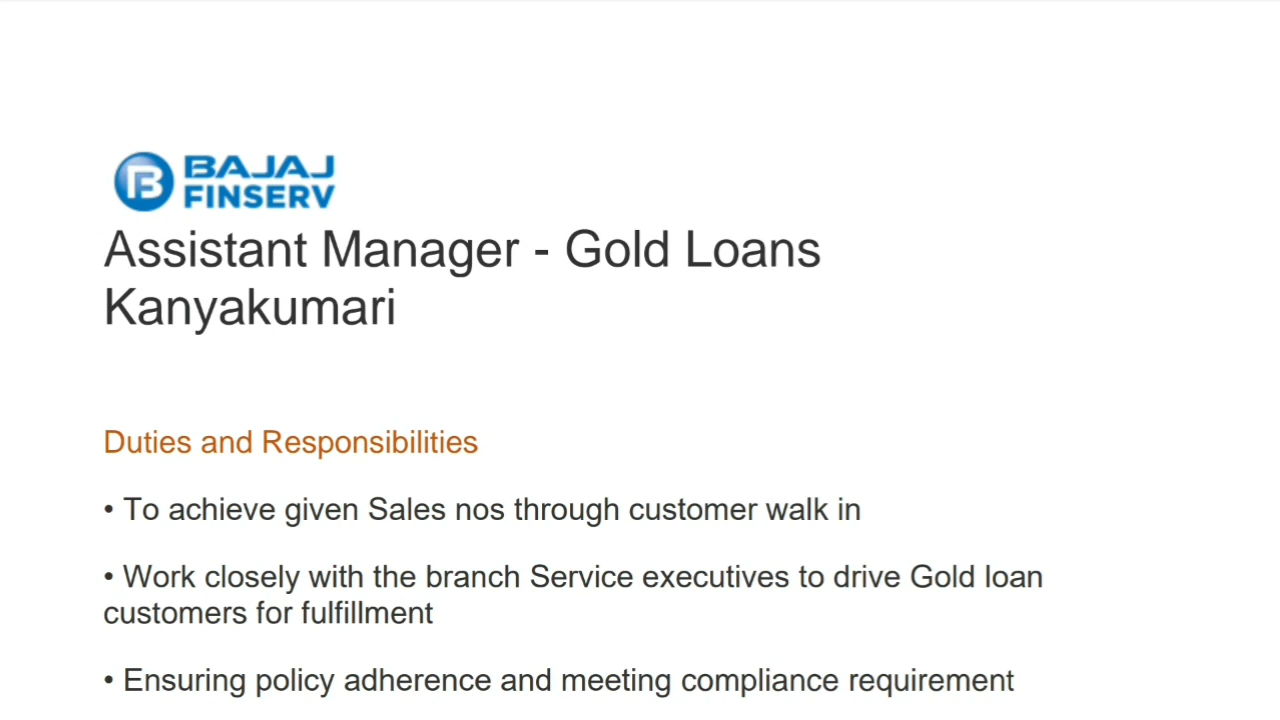 BAJAJ
FINSERV
Assistant Manager - Gold Loans
Kanyakumari
Duties and Responsibilities
• To achieve given Sales nos through customer walk in
• Work closely with the branch Service executives to drive Gold loan
customers for fulfillment
• Ensuring policy adherence and meeting compliance requirement